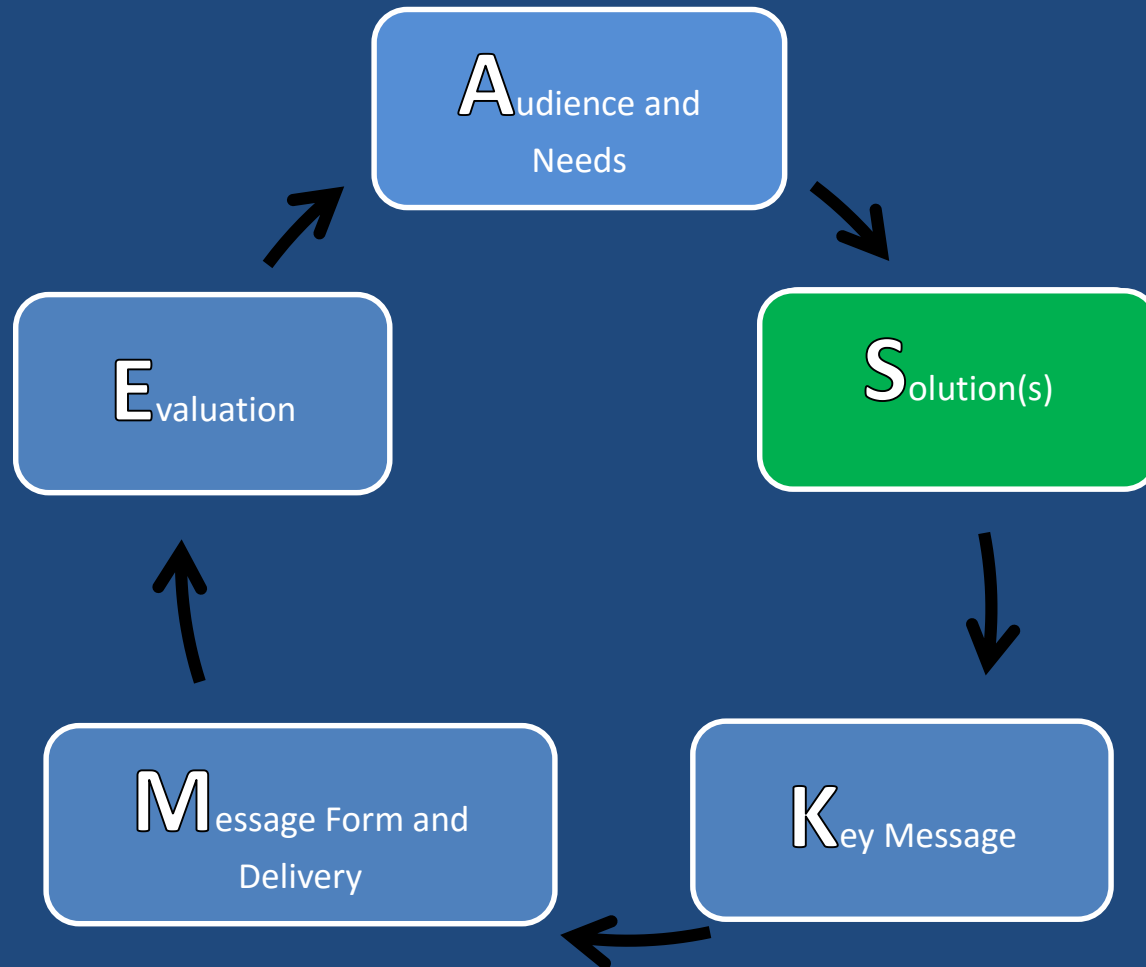 Audience and
Needs
Solution(s)
Key Message
Message Form and
Delivery
Evaluation